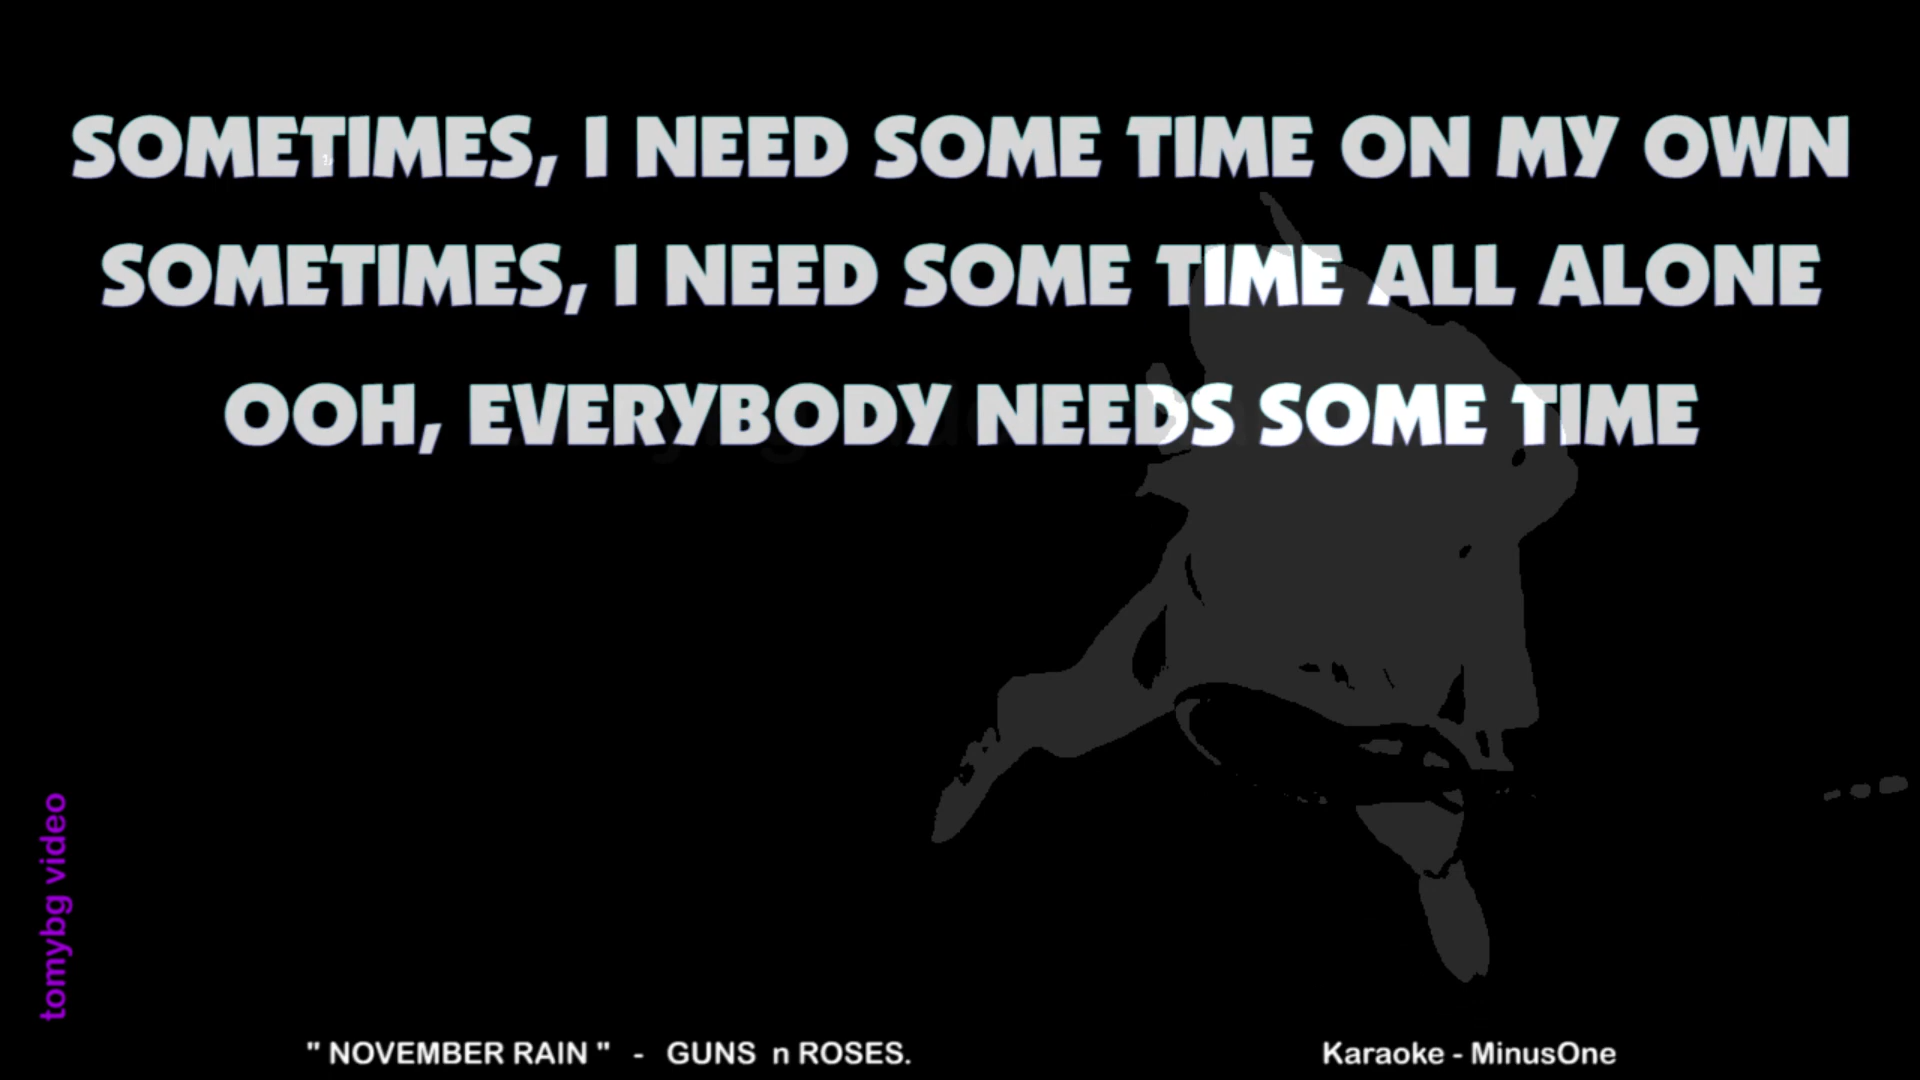 SOMETIMES, I NEED SOME TIME ON MY OWN
SOMETIMES, I NEED SOME TIME ALL ALONE
OOH, EVERYBODY NEEDS SOME TIME
tomybg video
" NOVEMBER RAIN " - GUNS n ROSES.
Karaoke - MinusOne